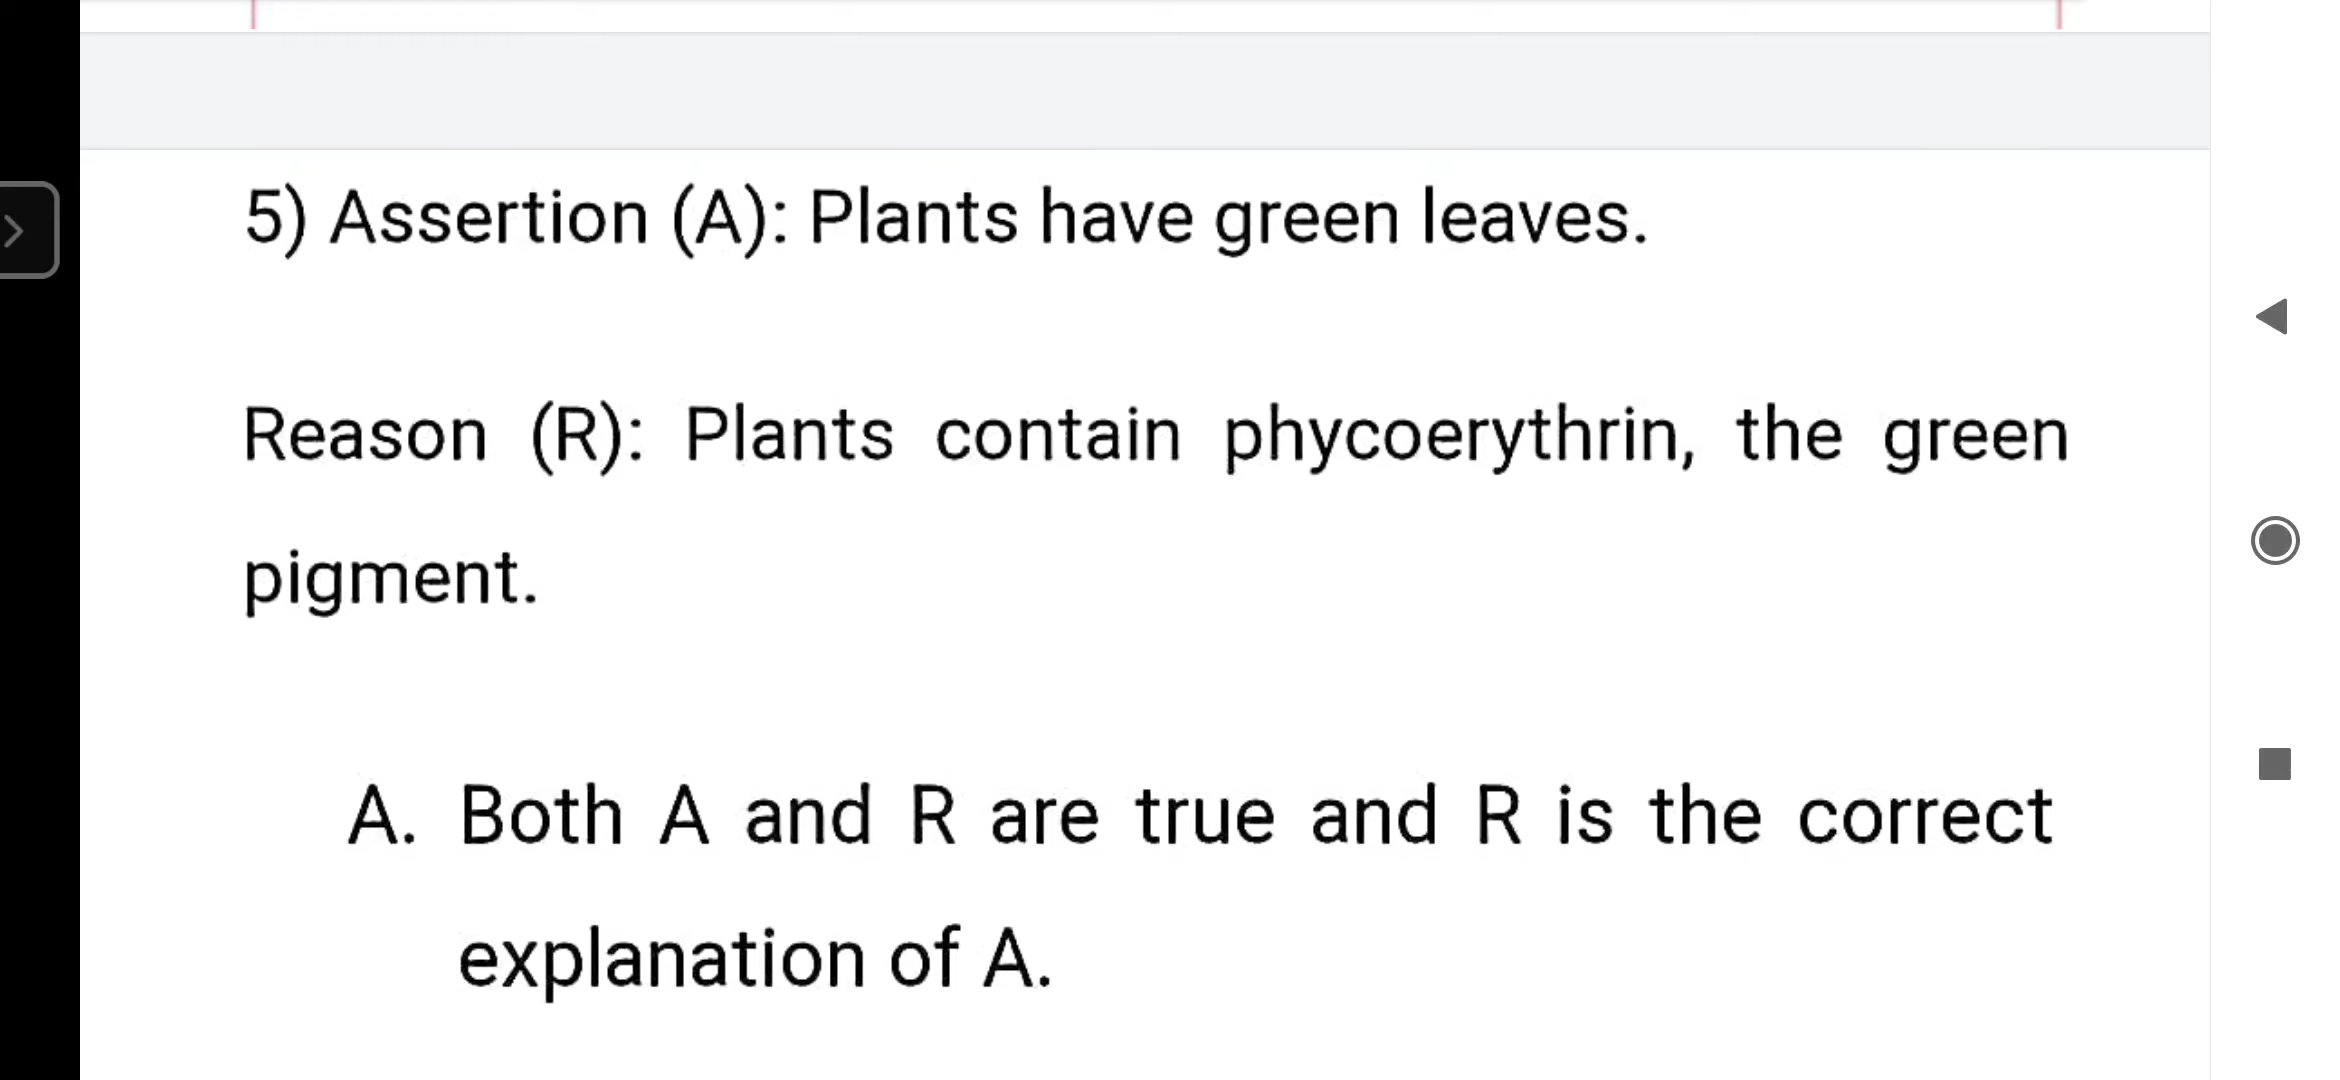 5) Assertion (A): Plants have green leaves.
Reason (R): Plants contain phycoerythrin, the green
pigment.
A. Both A and R are true and R is the correct
explanation of A.